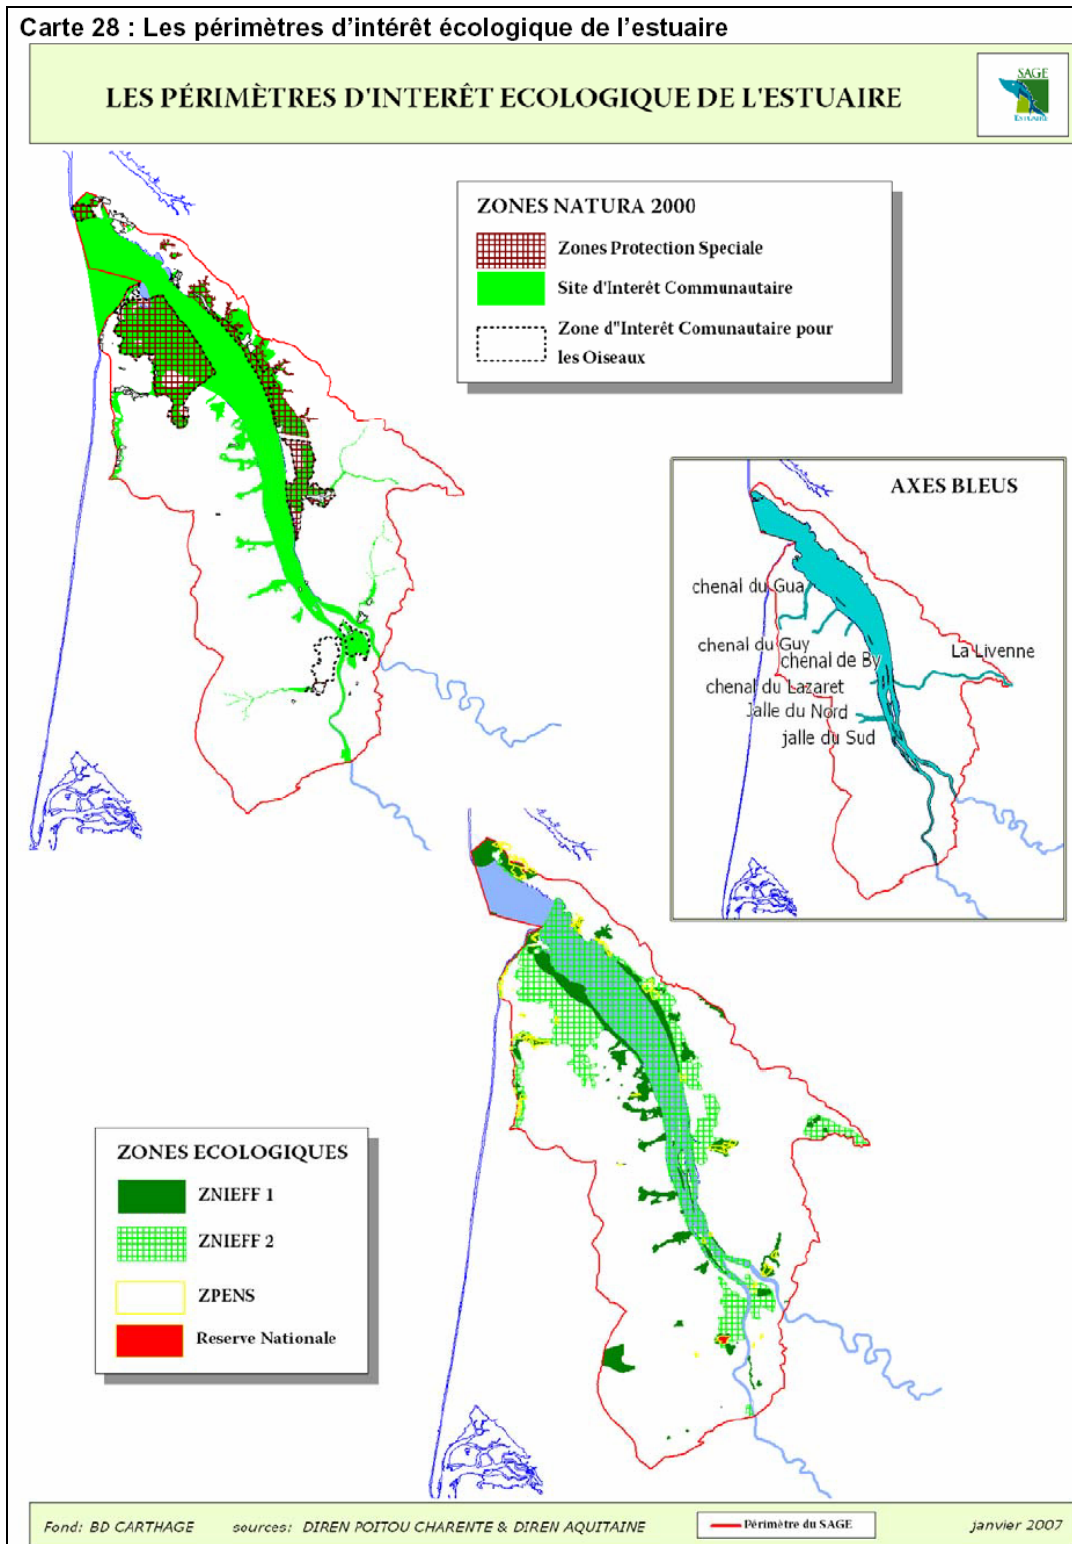 Carte 28 : Les périmètres d'intérêt écologique de l'estuaire
LES PÉRIMÈTRES D'INTERÊT ECOLOGIQUE DE L'ESTUAIRE
SAGE
ESTUAIRE
ZONES NATURA 2000
Zones Protection Speciale
Site d'Interêt Communautaire
Zone d"Interêt Comunautaire pour
les Oiseaux
AXES BLEUS
chenal du Gua
chenal du Guy
chenal de By
La Livenne
chenal du Lazaret
Jalle du Nord
jalle du Sud
ZONES ECOLOGIQUES
ZNIEFF 1
ZNIEFF 2
ZPENS
Reserve Nationale
Fond: BD CARTHAGE
sources: DIREN POITOU CHARENTE & DIREN AQUITAINE
Périmètre du SAGE
janvier 2007